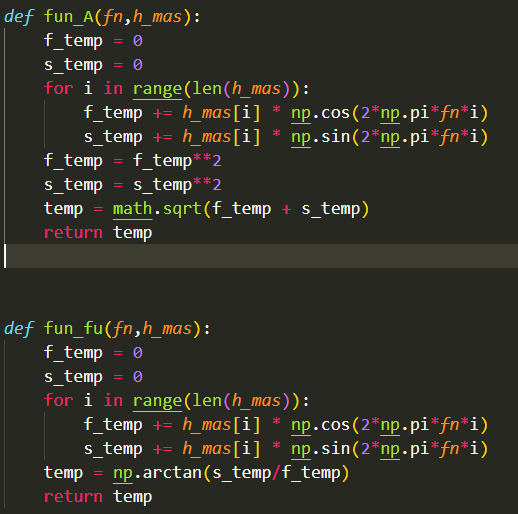 def fun_A(fn,h_mas):
    f_temp = 0
    s_temp = 0
    for i in range(len(h_mas)):
        f_temp += h_mas[i] * np.cos(2*np.pi*fn*i)
        s_temp += h_mas[i] * np.sin(2*np.pi*fn*i)
    f_temp = f_temp**2
    s_temp = s_temp**2
    temp = math.sqrt(f_temp + s_temp)
    return temp
def fun_fu(fn,h_mas):
    f_temp = 0
    s_temp = 0
    for i in range(len(h_mas)):
        f_temp += h_mas[i] * np.cos(2*np.pi*fn*i)
        s_temp += h_mas[i] * np.sin(2*np.pi*fn*i)
    temp = np.arctan(s_temp/f_temp)
    return temp